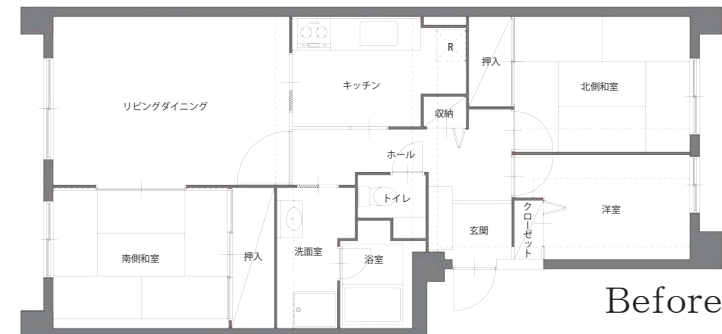 リビングダイニング
キッチン
R
押入
北側和室
収納
ホール
トイレ
洋室
クローゼット
玄関
南側和室
押入
洗面室
浴室
Before